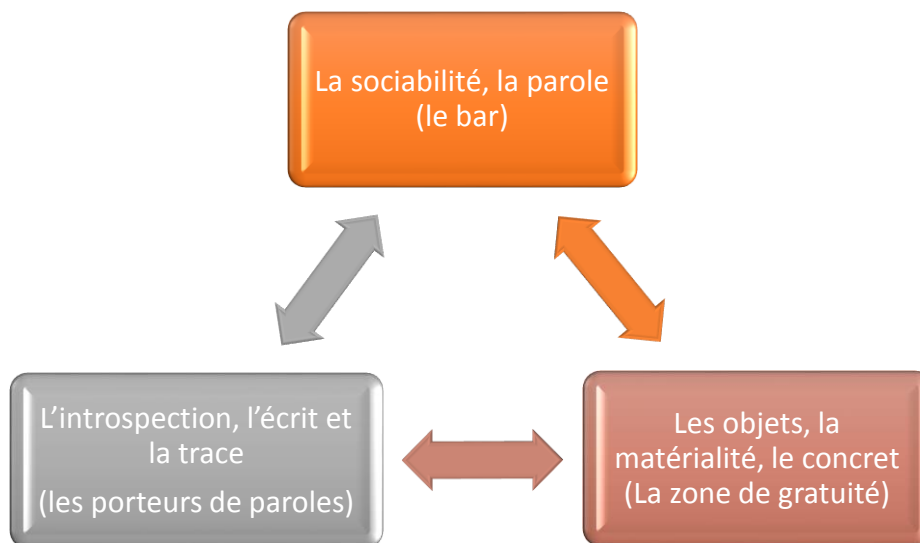 La sociabilité, la parole
(le bar)
L’introspection, l’écrit et
la trace
(les porteurs de paroles)
Les objets, la
matérialité, le concret
(La zone de gratuité)